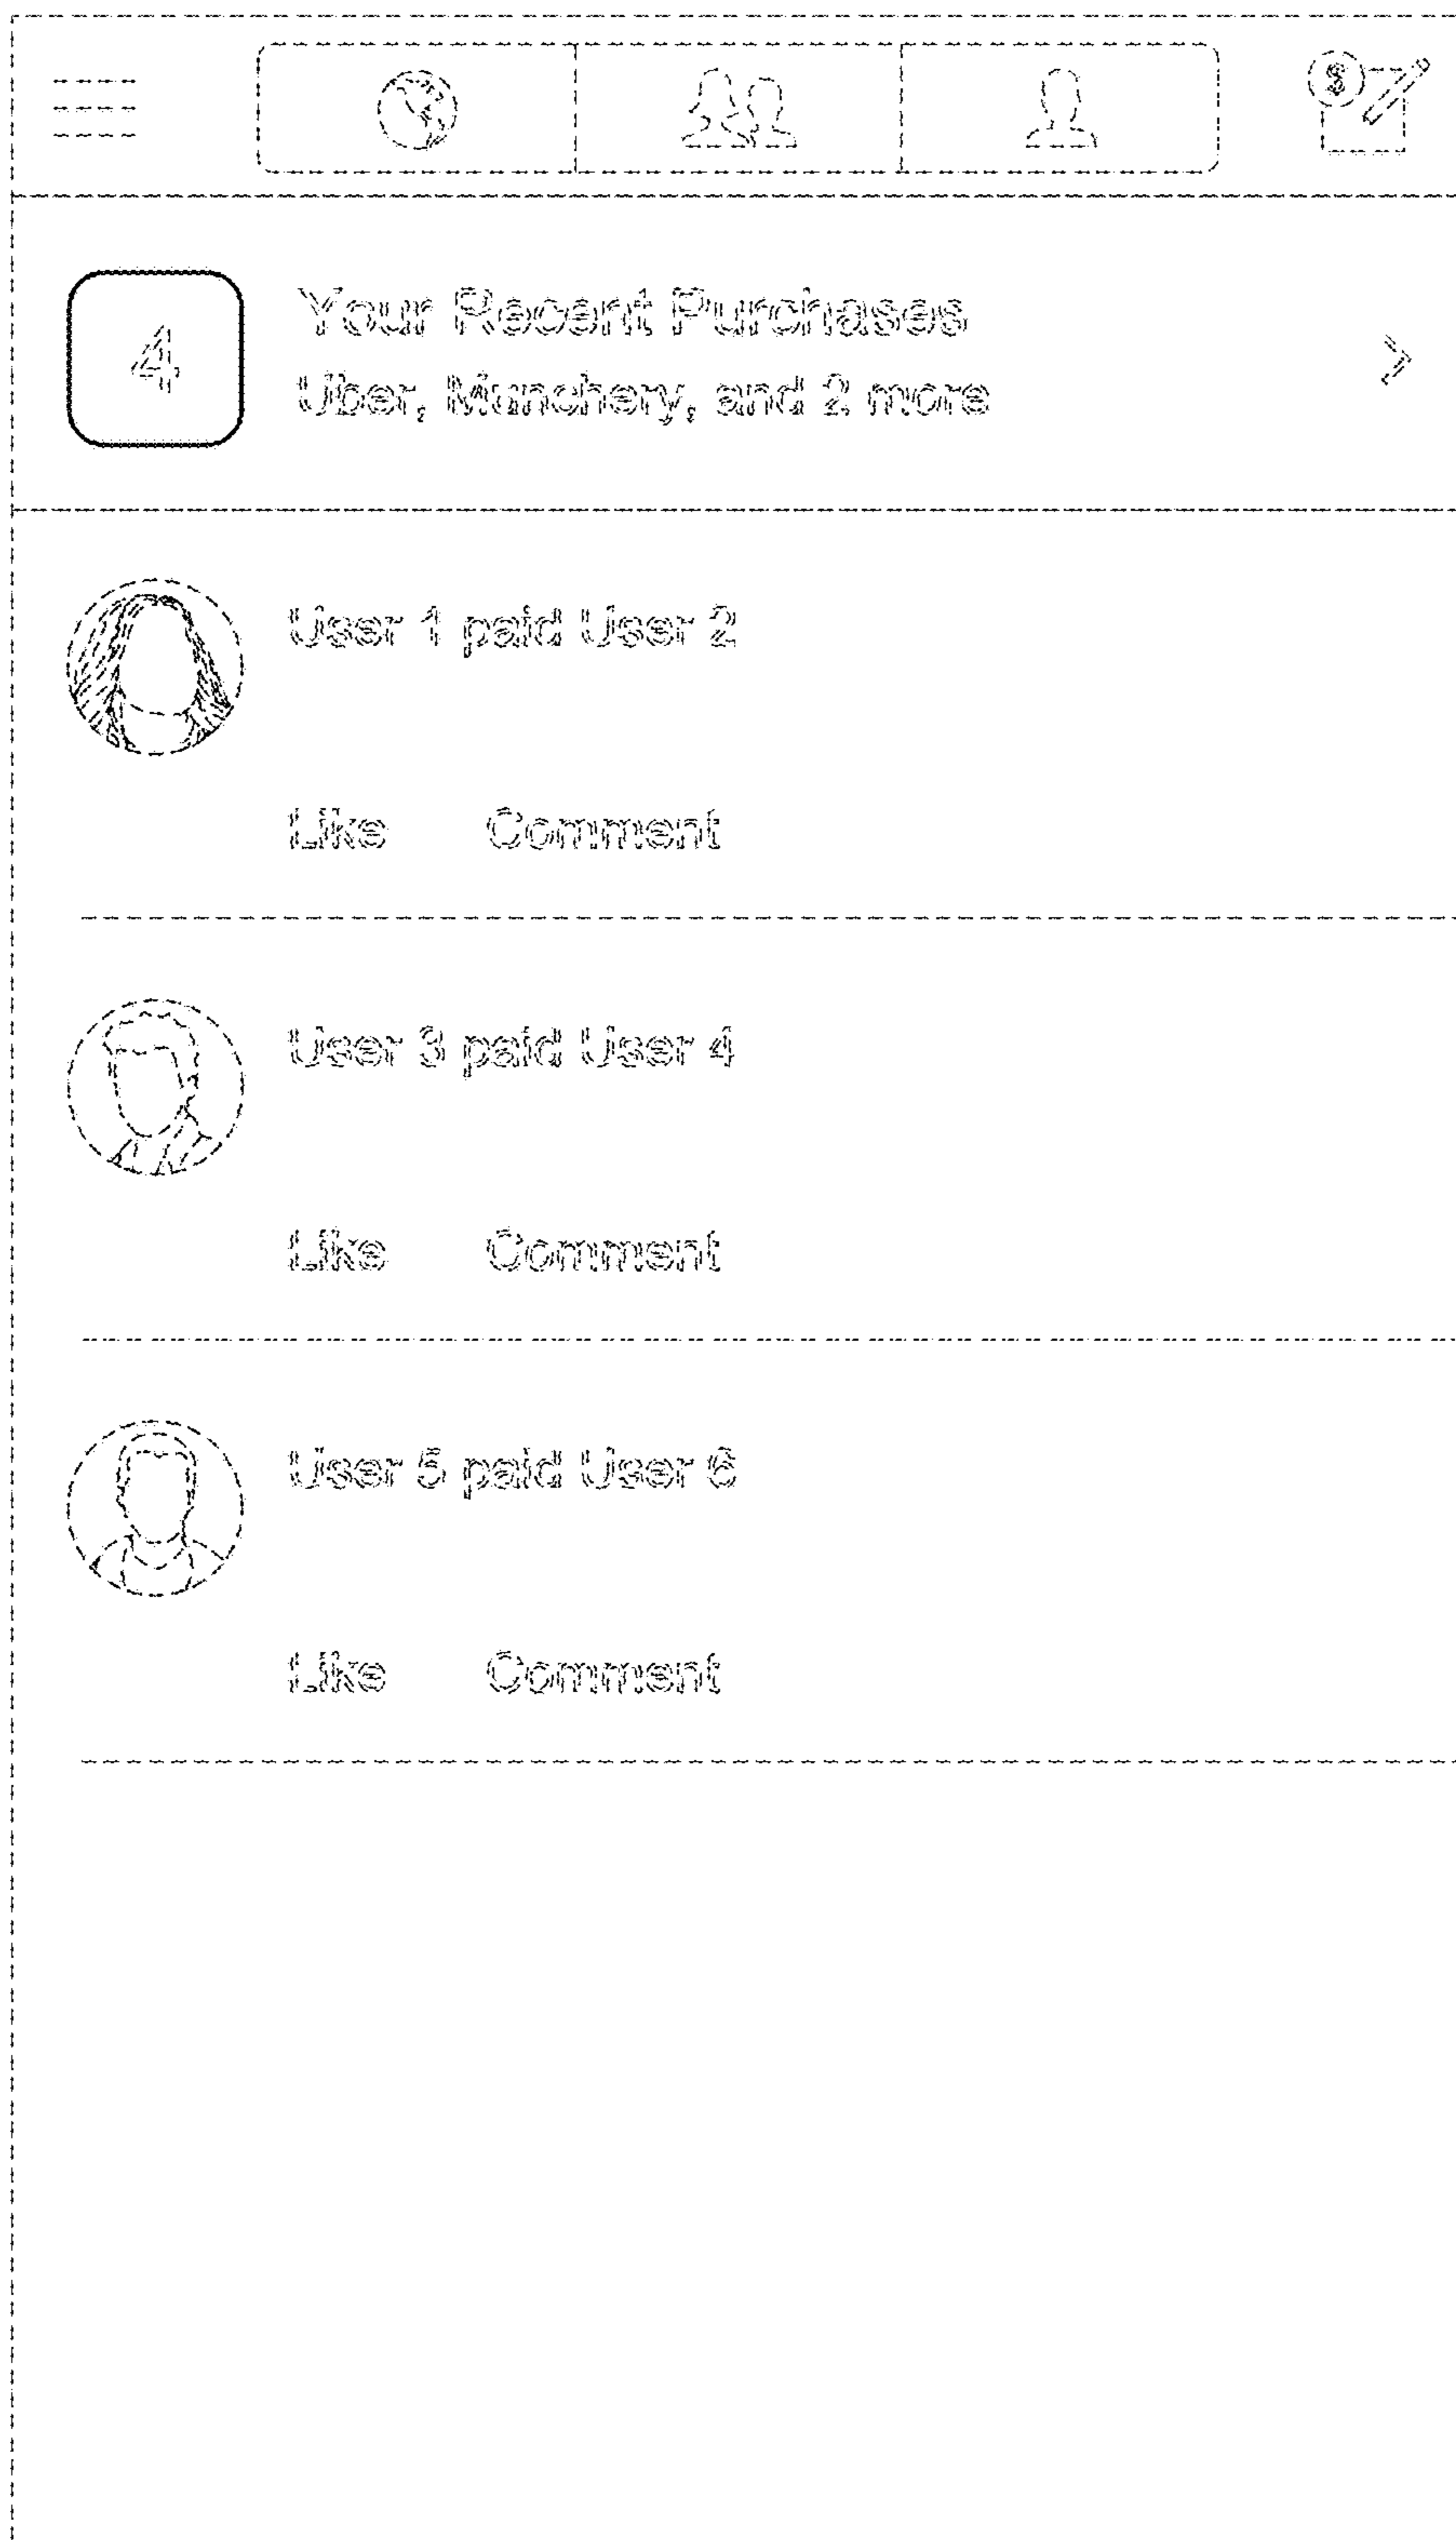 $
4
Your Recent Purchases
Uber, Munchery, and 2 more
User 1 paid User 2
Like Comment
User 3 paid User 4
Like Comment
User 5 paid User 6
Like Comment